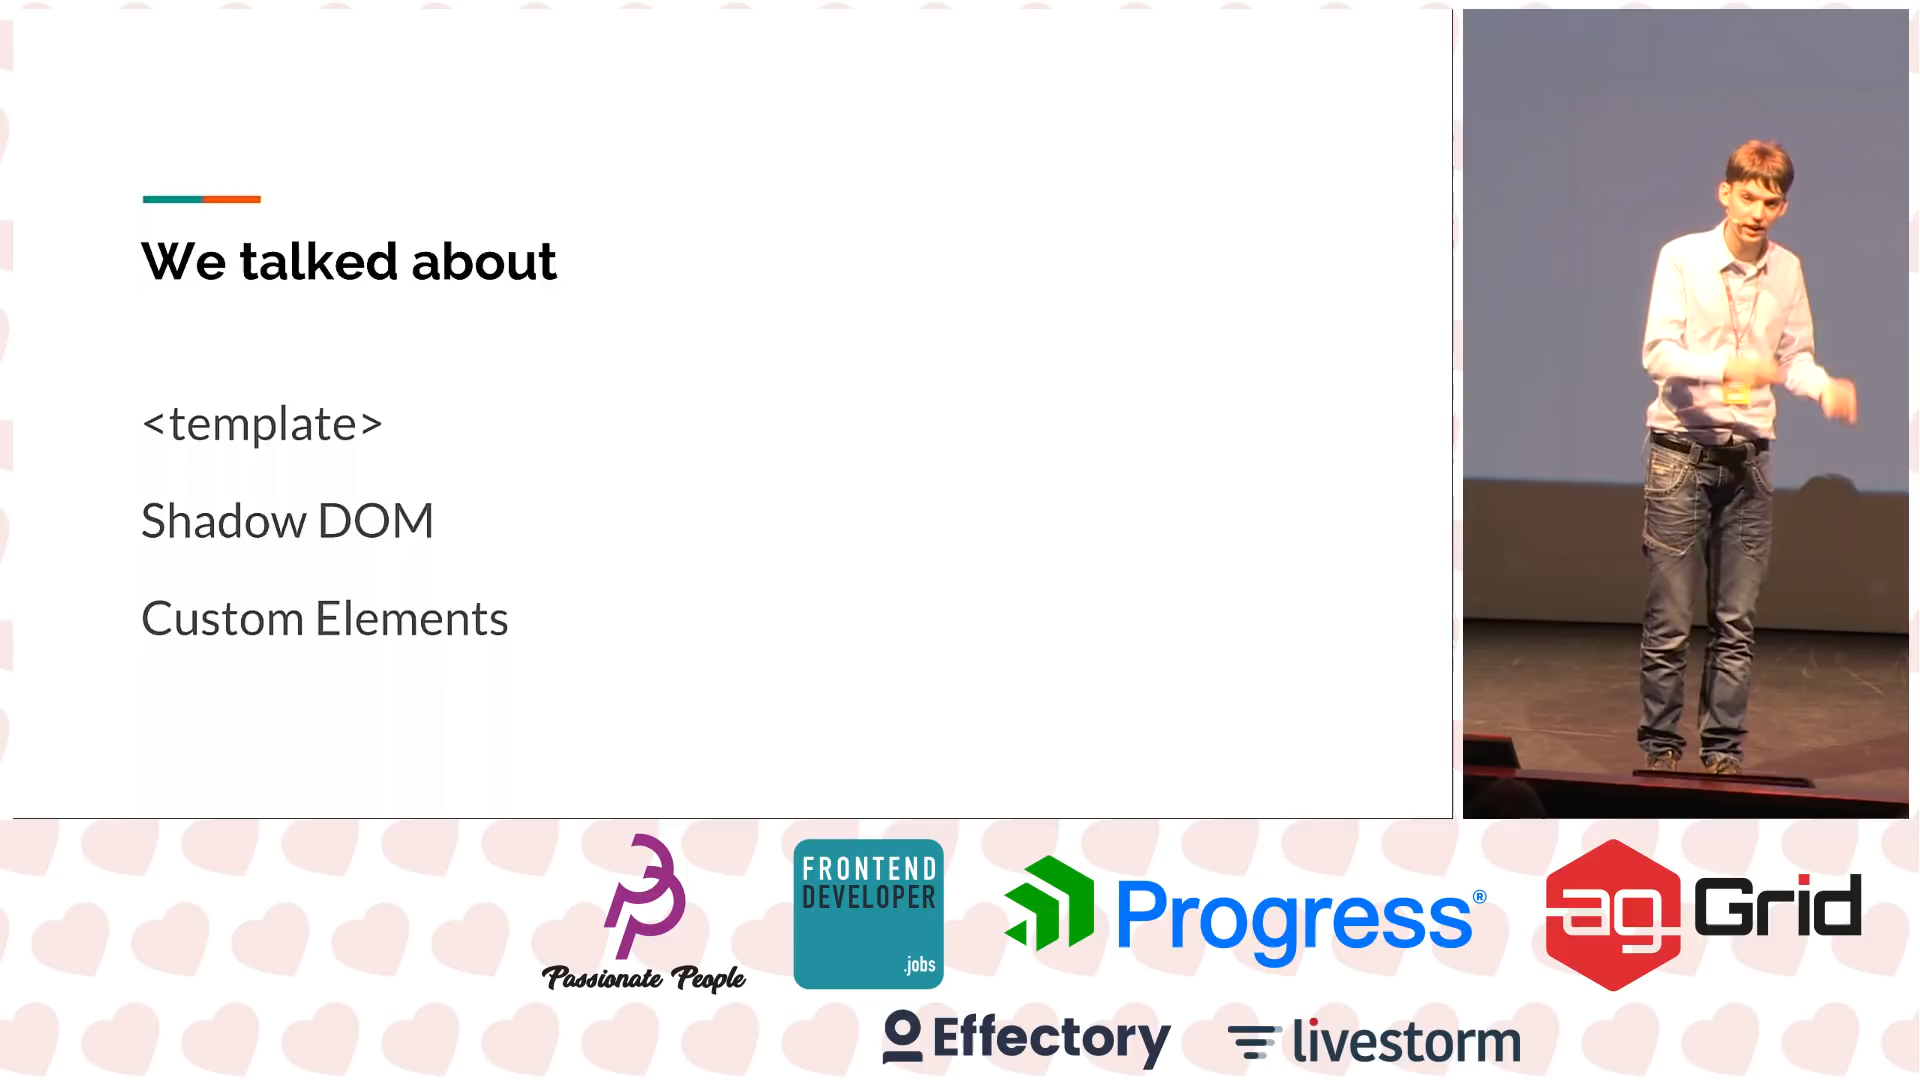 We talked about
<template>
Shadow DOM
Custom Elements
Passionate People
FRONTEND
DEVELOPER
.jobs
Progress®
ag Grid
Effectory
livestorm